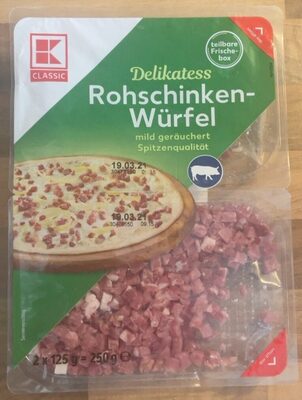 K
CLASSIC
teilbare
Frische-
box
Delikatess
Rohschinken-
Würfel
mild geräuchert
Spitzenqualität
19.03.21
19.03.21
2 x 125 g = 250 g e